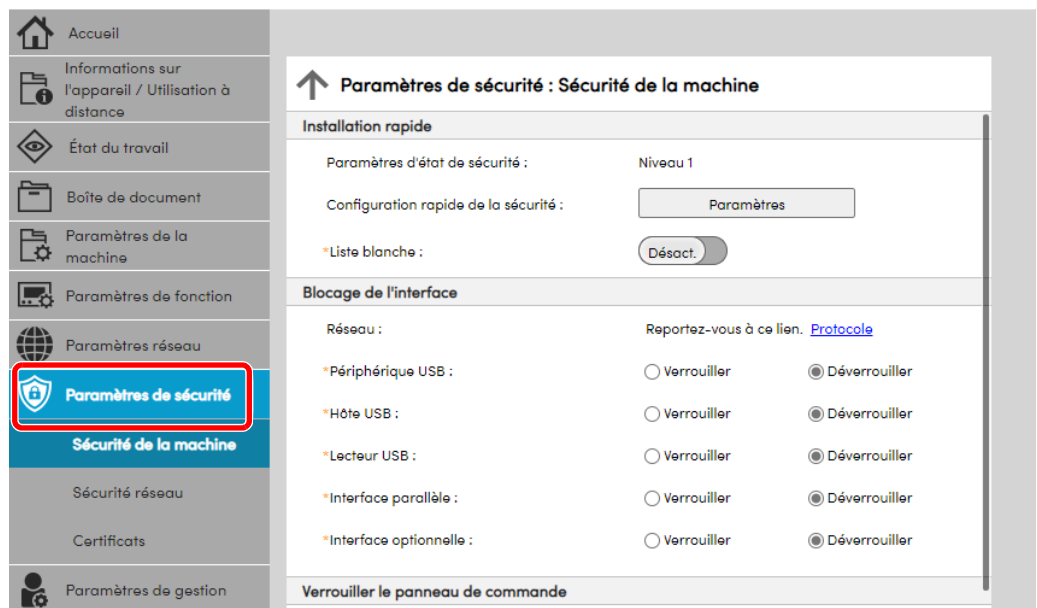 Accueil
Informations sur
l'appareil / Utilisation à
distance
État du travail
Boîte de document
Paramètres de la
machine
Paramètres de fonction
Paramètres réseau
Paramètres de sécurité
Sécurité de la machine
Sécurité réseau
Certificats
Paramètres de gestion
Paramètres de sécurité : Sécurité de la machine
Installation rapide
Paramètres d'état de sécurité : Niveau 1
Configuration rapide de la sécurité : Paramètres
*Liste blanche : Désact.
Blocage de l'interface
Réseau : Reportez-vous à ce lien. Protocole
*Périphérique USB : Verrouiller Déverrouiller
*Hôte USB : Verrouiller Déverrouiller
*Lecteur USB : Verrouiller Déverrouiller
*Interface parallèle : Verrouiller Déverrouiller
*Interface optionnelle : Verrouiller Déverrouiller
Verrouiller le panneau de commande